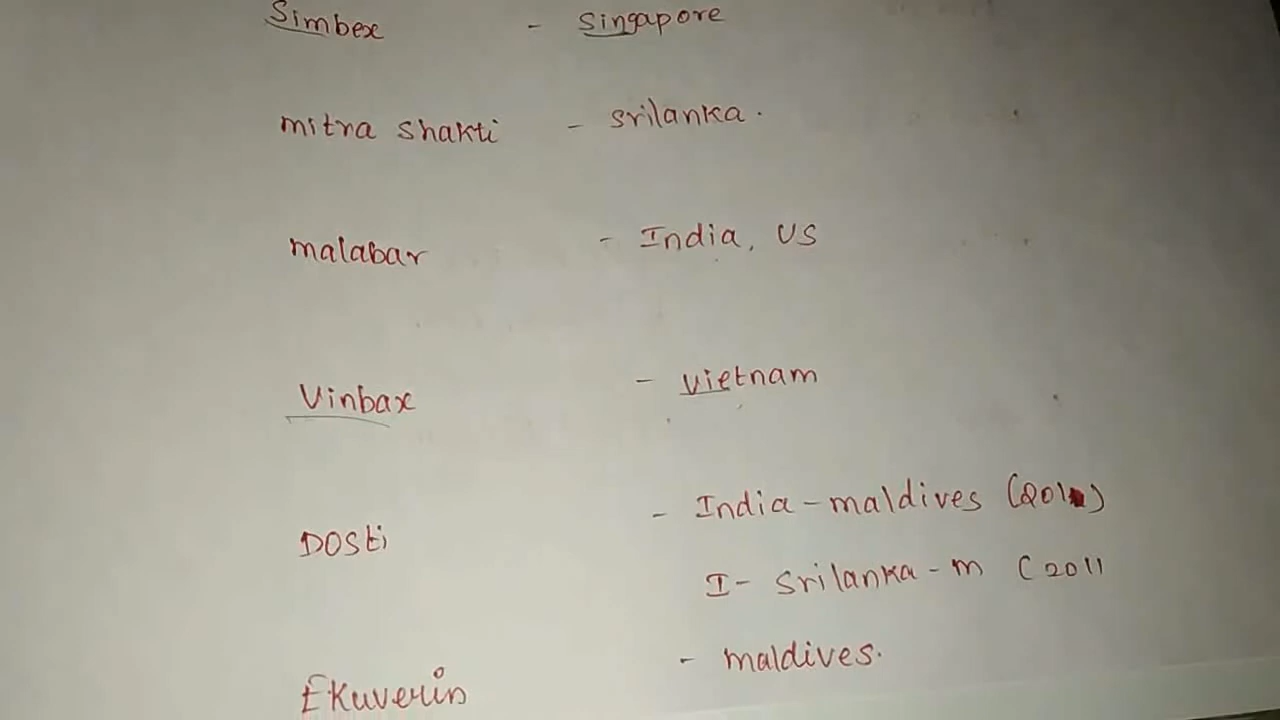 Simbex - Singapore
mitra shakti - srilanka.
malabar - India, US
Vinbax - Vietnam
DOSti - India - maldives
I - srilanka - m (2011
Ekuverin - maldives.